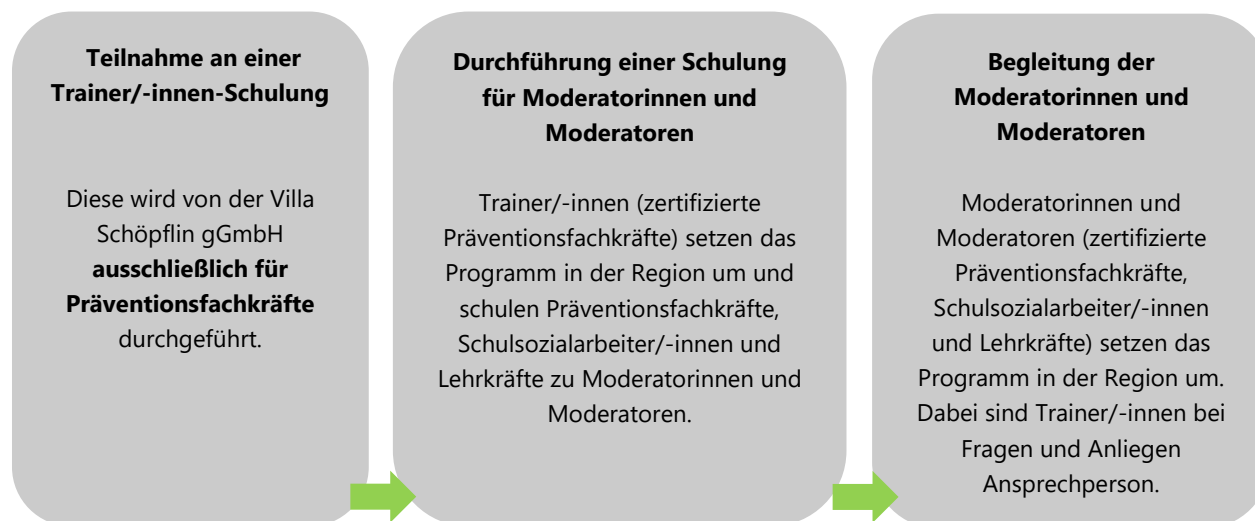 Teilnahme an einer
Trainer/-innen-Schulung
Diese wird von der Villa
Schöpflin gGmbH
ausschließlich für
Präventionsfachkräfte
durchgeführt.
Durchführung einer Schulung
für Moderatorinnen und
Moderatoren
Trainer/-innen (zertifizierte
Präventionsfachkräfte) setzen das
Programm in der Region um und
schulen Präventionsfachkräfte,
Schulsozialarbeiter/-innen und
Lehrkräfte zu Moderatorinnen und
Moderatoren.
Begleitung der
Moderatorinnen und
Moderatoren
Moderatorinnen und
Moderatoren (zertifizierte
Präventionsfachkräfte,
Schulsozialarbeiter/-innen
und Lehrkräfte) setzen das
Programm in der Region um.
Dabei sind Trainer/-innen bei
Fragen und Anliegen
Ansprechperson.